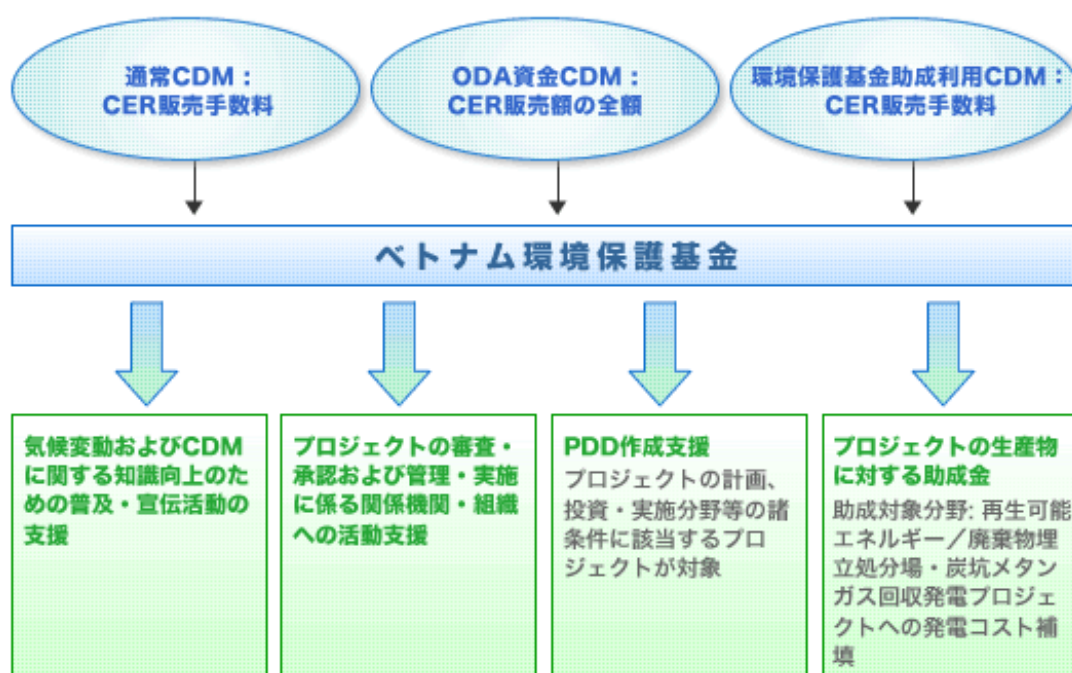 通常CDM：
CER販売手数料
ODA資金CDM：
CER販売額の全額
環境保護基金助成利用CDM：
CER販売手数料
ベトナム環境保護基金
気候変動およびCDM
に関する知識向上のた
めの普及・宣伝活動の
支援
プロジェクトの審査・
承認および管理・実施
に係る関係機関・組織
への活動支援
PDD作成支援
プロジェクトの計画、
投資・実施分野等の諸
条件に該当するプロ
ジェクトが対象
プロジェクトの生産物
に対する助成金
助成対象分野: 再生可能
エネルギー／廃棄物埋
立処分場・炭坑メタン
ガス回収発電プロジェ
クトへの発電コスト補
填